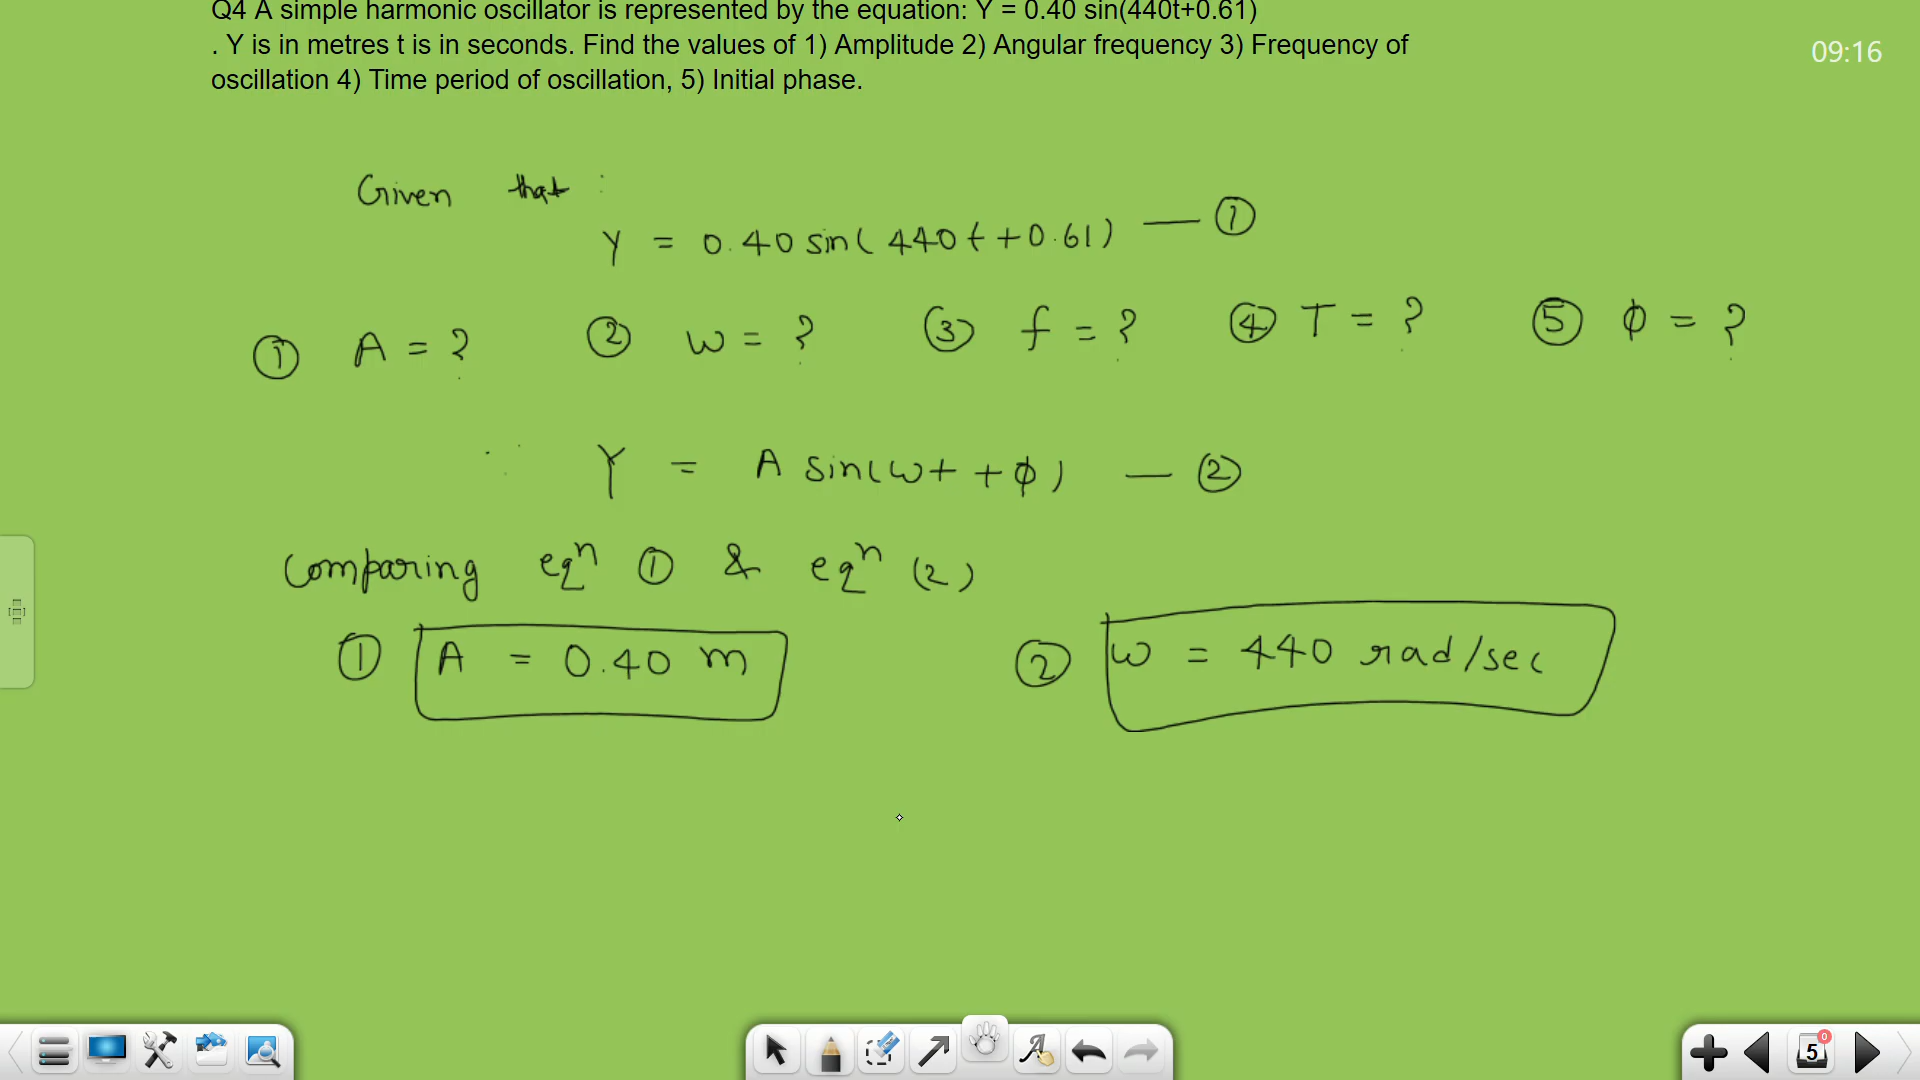 Q4 A simple harmonic oscillator is represented by the equation: Y = 0.40 sin(440t+0.61)
. Y is in metres t is in seconds. Find the values of 1) Amplitude 2) Angular frequency 3) Frequency of
oscillation 4) Time period of oscillation, 5) Initial phase.
09:16
Given that :
Y = 0.40 sin( 440t +0.61) — ①
① A = ? ② w = ? ③ f = ? ④ T = ? ⑤ φ = ?
Y = A sin(wt + φ) — ②
Comparing eqⁿ ① & eqⁿ (2)
① A = 0.40 m ② w = 440 rad/sec
5 0